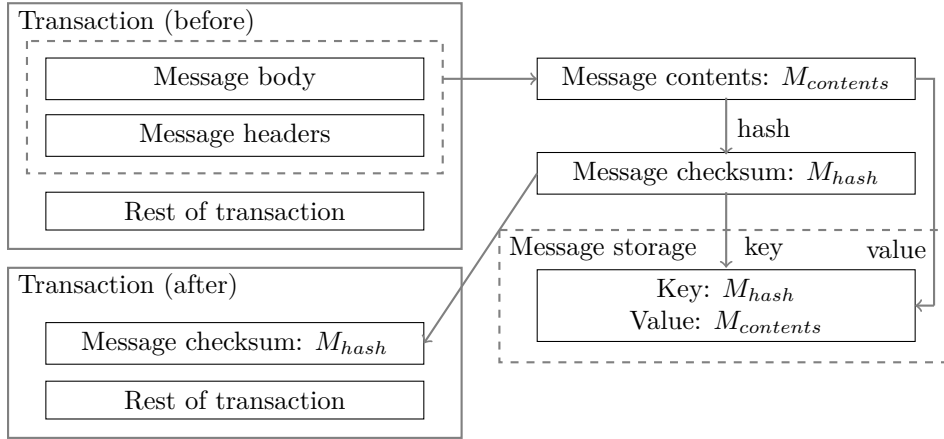 Transaction (before)
Message body
Message headers
Rest of transaction
Message contents: M_contents
hash
Message checksum: M_hash
Message storage
key
value
Key: M_hash
Value: M_contents
Transaction (after)
Message checksum: M_hash
Rest of transaction